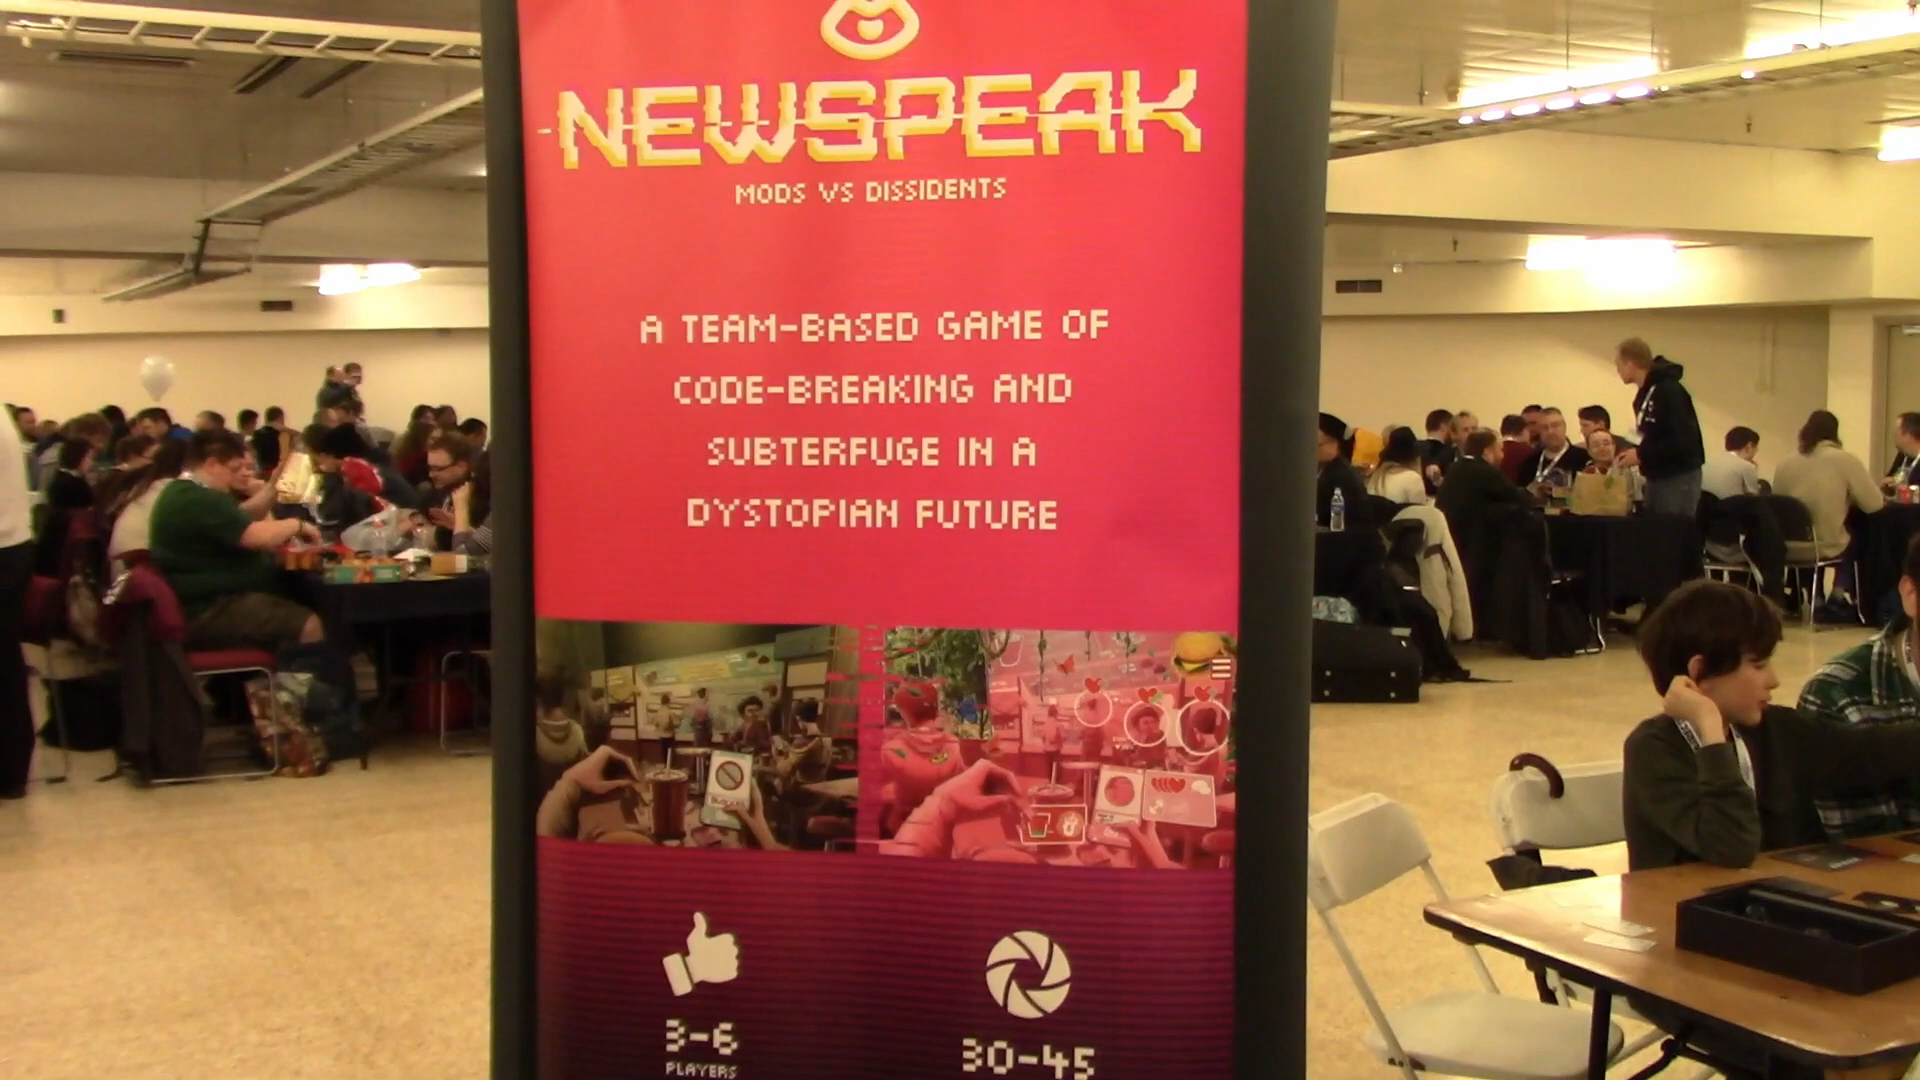 NEWSPEAK
MODS VS DISSIDENTS
A TEAM-BASED GAME OF
CODE-BREAKING AND
SUBTERFUGE IN A
DYSTOPIAN FUTURE
3-6
PLAYERS
30-45